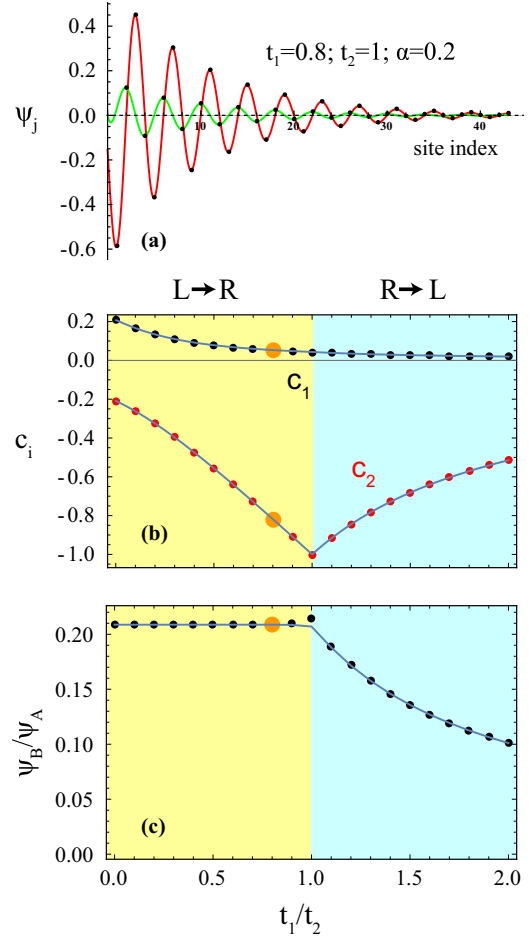 t₁=0.8; t₂=1; α=0.2
0.4
0.2
ψⱼ
0.0
10
20
30
40
site index
-0.2
-0.4
-0.6
(a)
L→R
R→L
0.2
0.0
C₁
-0.2
-0.4
cᵢ
-0.6
C₂
-0.8
(b)
-1.0
0.20
0.15
ψB/ψA
0.10
0.05
(c)
0.00
0.0
0.5
1.0
1.5
2.0
t₁/t₂